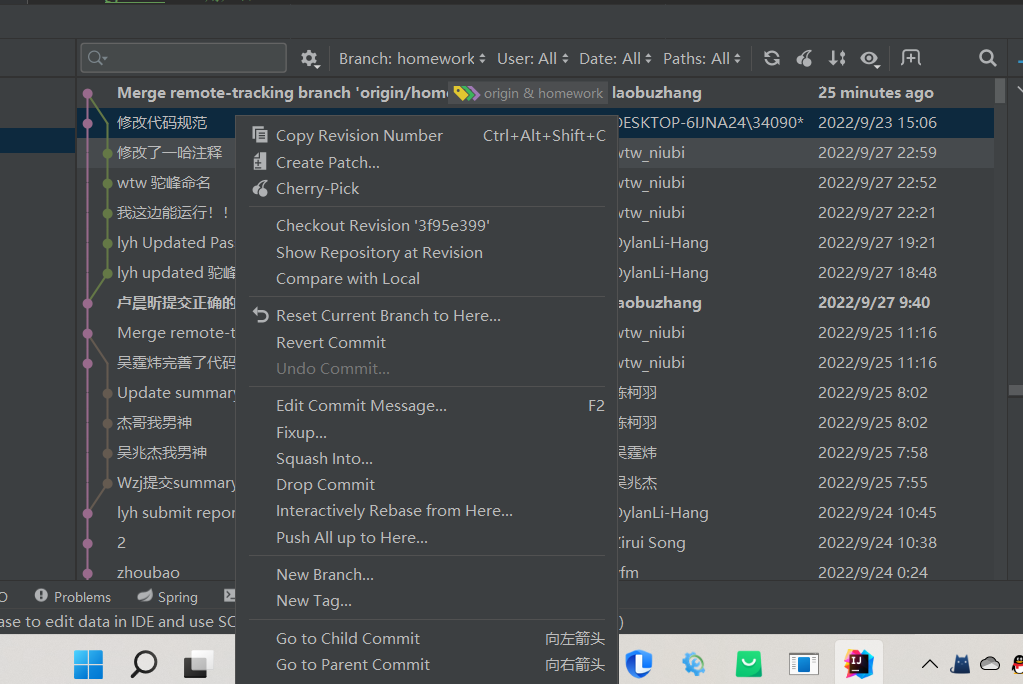 Branch: homework User: All Date: All Paths: All
Merge remote-tracking branch 'origin/hom origin & homework laobuzhang 25 minutes ago
修改代码规范 DESKTOP-6IJNA24\34090* 2022/9/23 15:06
修改了一哈注释 wtw_niubi 2022/9/27 22:59
wtw 驼峰命名 wtw_niubi 2022/9/27 22:52
我这边能运行！！ wtw_niubi 2022/9/27 22:21
lyh Updated Pas DylanLi-Hang 2022/9/27 19:21
lyh updated 驼峰 DylanLi-Hang 2022/9/27 18:48
卢晨昕提交正确的 laobuzhang 2022/9/27 9:40
Merge remote-t wtw_niubi 2022/9/25 11:16
吴霆炜完善了代码 wtw_niubi 2022/9/25 11:16
Update summary 陈柯羽 2022/9/25 8:02
杰哥我男神 陈柯羽 2022/9/25 8:02
吴兆杰我男神 吴霆炜 2022/9/25 7:58
Wzj提交summary 吴兆杰 2022/9/25 7:55
lyh submit repor DylanLi-Hang 2022/9/24 10:45
2 Zirui Song 2022/9/24 10:38
zhoubao rfm 2022/9/24 0:24
Copy Revision Number Ctrl+Alt+Shift+C
Create Patch...
Cherry-Pick
Checkout Revision '3f95e399'
Show Repository at Revision
Compare with Local
Reset Current Branch to Here...
Revert Commit
Undo Commit...
Edit Commit Message... F2
Fixup...
Squash Into...
Drop Commit
Interactively Rebase from Here...
Push All up to Here...
New Branch...
New Tag...
Go to Child Commit 向左箭头
Go to Parent Commit 向右箭头
O Problems Spring
ase to edit data in IDE and use SC )